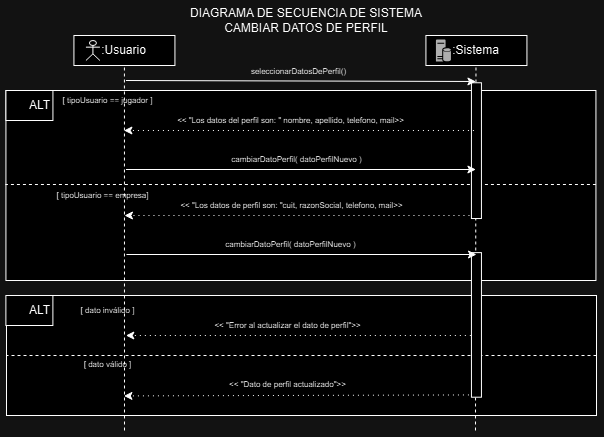 DIAGRAMA DE SECUENCIA DE SISTEMA
CAMBIAR DATOS DE PERFIL
:Usuario
:Sistema
seleccionarDatosDePerfil()
ALT
[ tipoUsuario == jogador ]
<< "Los datos del perfil son: " nombre, apellido, telefono, mail>>
cambiarDatoPerfil( datoPerfilNuevo )
[ tipoUsuario == empresa]
<< "Los datos de perfil son: "cuit, razonSocial, telefono, mail>>
cambiarDatoPerfil( datoPerfilNuevo )
ALT
[ dato inválido ]
<< "Error al actualizar el dato de perfil">>
[ dato válido ]
<< "Dato de perfil actualizado">>